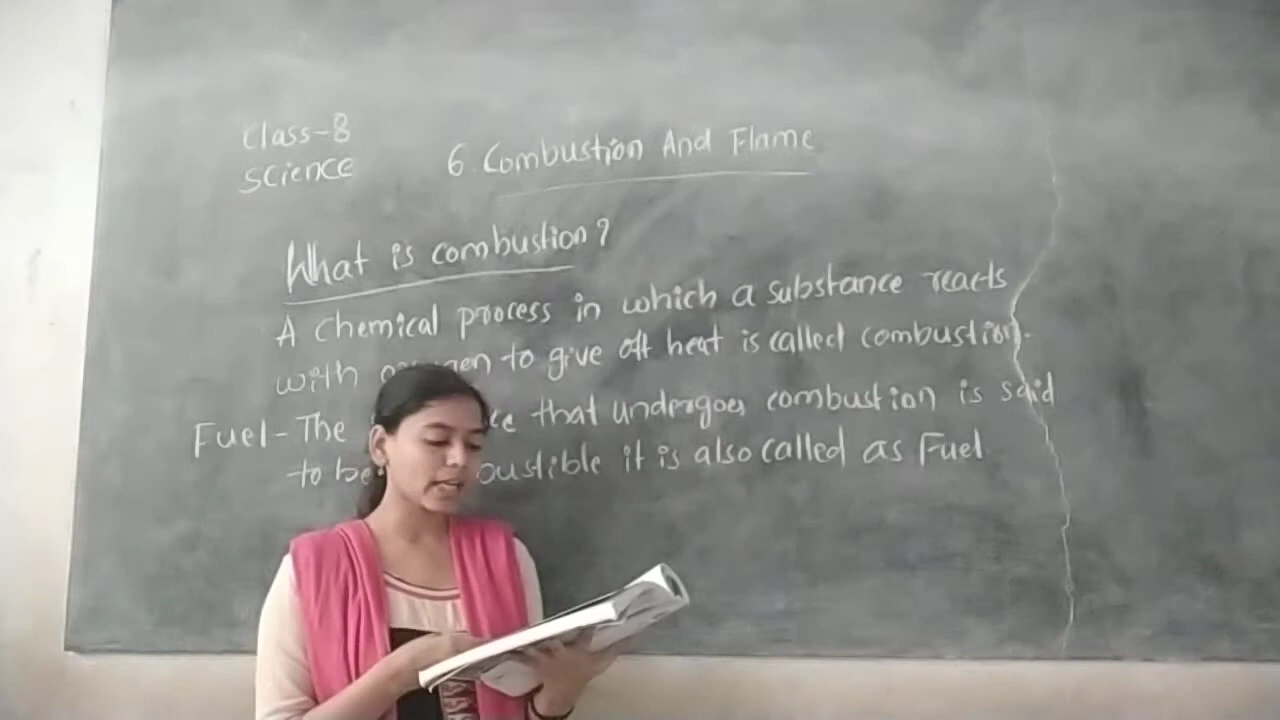 Class-8
Science
6. Combustion And Flame
What is combustion?
A chemical process in which a substance reacts
with to give off heat is called combustion.
Fuel - The that undergoes combustion is said
to be it is also called as Fuel